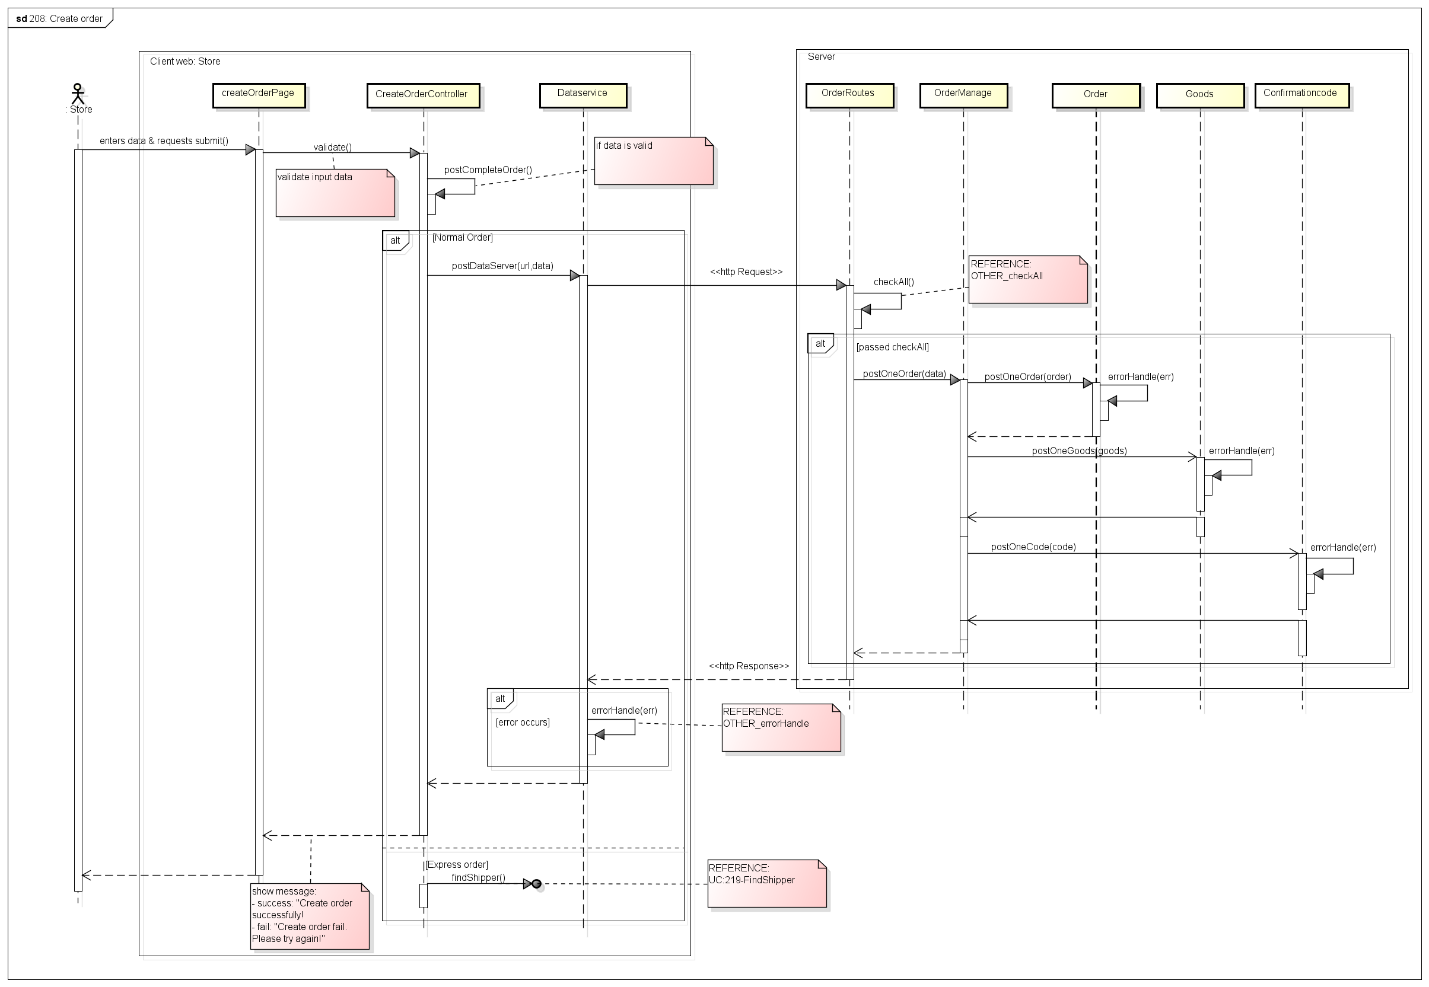 sd 208: Create order
Client web: Store
Server
: Store
createOrderPage
CreateOrderController
Dataservice
OrderRoutes
OrderManage
Order
Goods
Confirmationcode
enters data & requests submit()
validate()
if data is valid
postCompleteOrder()
validate input data
alt
[Normal Order]
postDataServer(url,data)
<<http Request>>
checkAll()
REFERENCE:
OTHER_checkAll
alt
[passed checkAll]
postOneOrder(data)
postOneOrder(order)
errorHandle(err)
postOneGoods(goods)
errorHandle(err)
postOneCode(code)
errorHandle(err)
<<http Response>>
alt
[error occurs]
errorHandle(err)
REFERENCE:
OTHER_errorHandle
[Express order]
findShipper()
REFERENCE:
UC:219-FindShipper
show message:
- success: "Create order
successfully!
- fail: "Create order fail.
Please try again!"